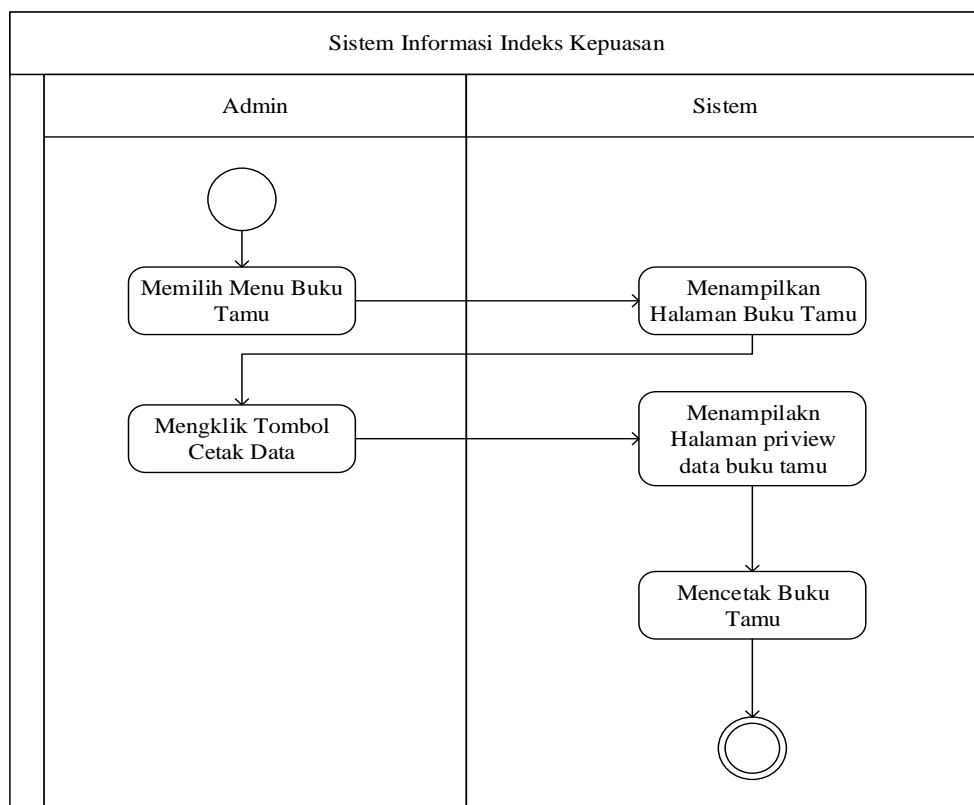 Sistem Informasi Indeks Kepuasan
Admin
Sistem
Memilih Menu Buku
Tamu
Menampilkan
Halaman Buku Tamu
Mengklik Tombol
Cetak Data
Menampilakn
Halaman priview
data buku tamu
Mencetak Buku
Tamu